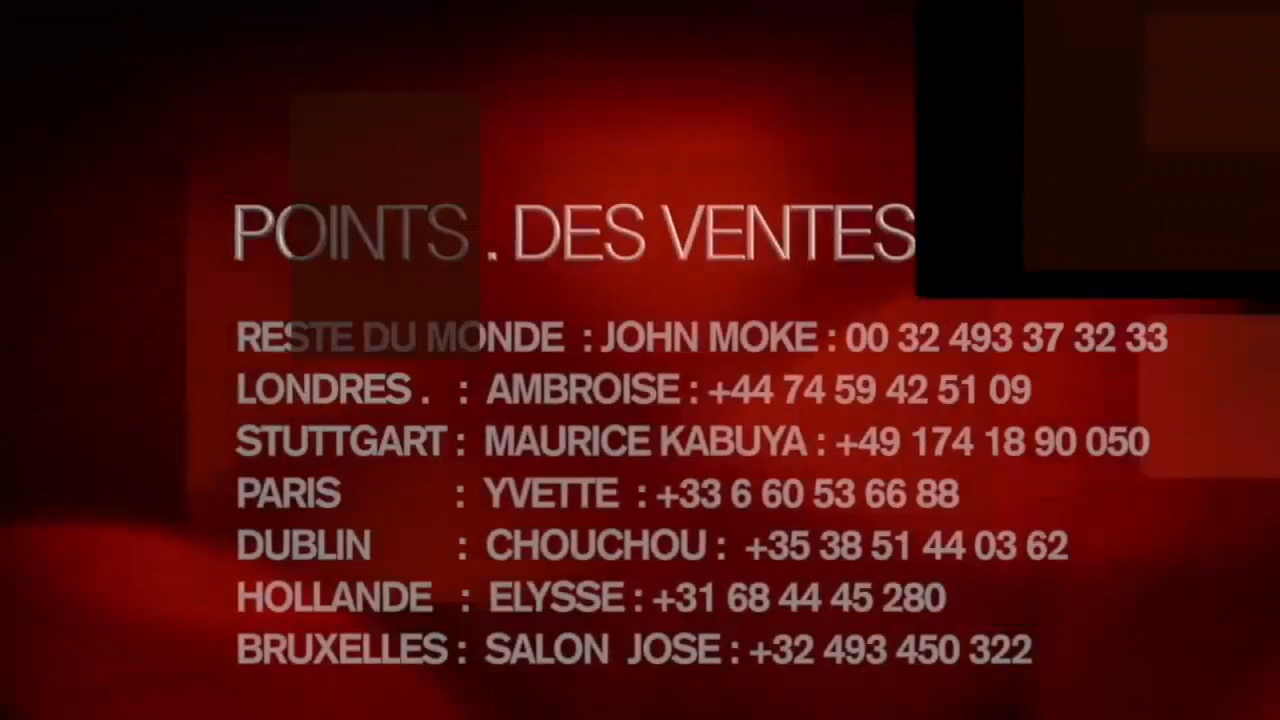 POINTS . DES VENTES
RESTE DU MONDE : JOHN MOKE : 00 32 493 37 32 33
LONDRES . : AMBROISE : +44 74 59 42 51 09
STUTTGART : MAURICE KABUYA : +49 174 18 90 050
PARIS : YVETTE : +33 6 60 53 66 88
DUBLIN : CHOUCHOU : +35 38 51 44 03 62
HOLLANDE : ELYSSE : +31 68 44 45 280
BRUXELLES : SALON JOSE : +32 493 450 322